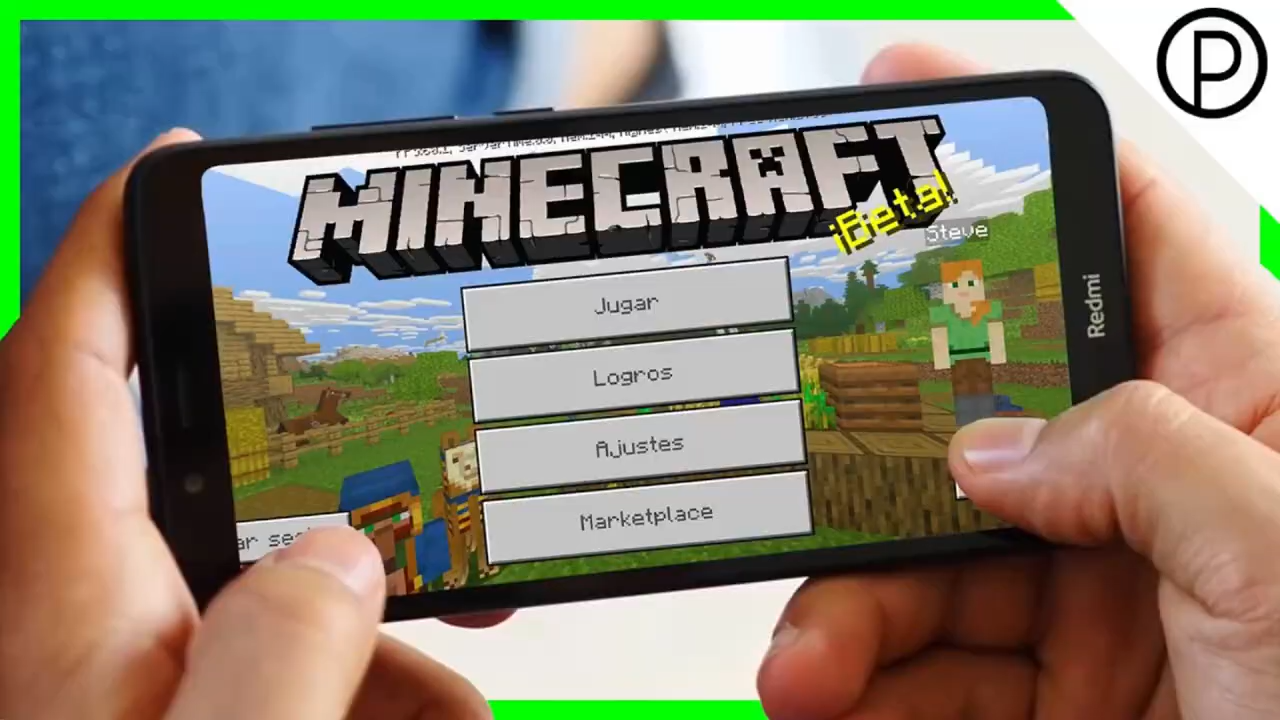 P
MINECRAFT
¡Beta!
Steve
Jugar
Logros
Ajustes
Marketplace
Redmi